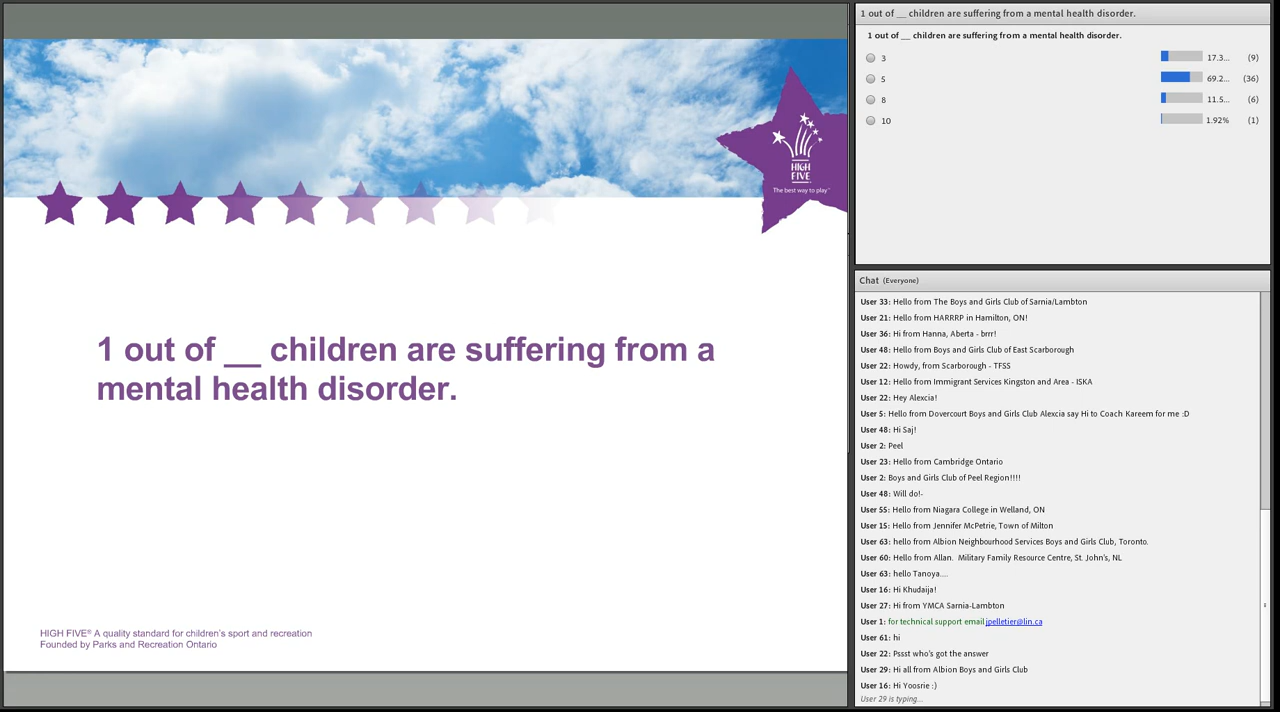 HIGH
FIVE
The best way to play™
1 out of __ children are suffering from a
mental health disorder.
HIGH FIVE® A quality standard for children's sport and recreation
Founded by Parks and Recreation Ontario
1 out of __ children are suffering from a mental health disorder.
1 out of __ children are suffering from a mental health disorder.
3 17.3... (9)
5 69.2... (36)
8 11.5... (6)
10 1.92% (1)
Chat (Everyone)
User 33: Hello from The Boys and Girls Club of Sarnia/Lambton
User 21: Hello from HARRRP in Hamilton, ON!
User 36: Hi from Hanna, Aberta - brrr!
User 48: Hello from Boys and Girls Club of East Scarborough
User 22: Howdy, from Scarborough - TFSS
User 12: Hello from Immigrant Services Kingston and Area - ISKA
User 22: Hey Alexcia!
User 5: Hello from Dovercourt Boys and Girls Club Alexcia say Hi to Coach Kareem for me :D
User 48: Hi Saj!
User 2: Peel
User 23: Hello from Cambridge Ontario
User 2: Boys and Girls Club of Peel Region!!!!
User 48: Will do!-
User 55: Hello from Niagara College in Welland, ON
User 15: Hello from Jennifer McPetrie, Town of Milton
User 63: hello from Albion Neighbourhood Services Boys and Girls Club, Toronto.
User 60: Hello from Allan. Military Family Resource Centre, St. John's, NL
User 63: hello Tanoya....
User 16: Hi Khudaija!
User 27: Hi from YMCA Sarnia-Lambton
User 1: for technical support email jpelletier@lin.ca
User 61: hi
User 22: Pssst who's got the answer
User 29: Hi all from Albion Boys and Girls Club
User 16: Hi Yoosrie :)
User 29 is typing...